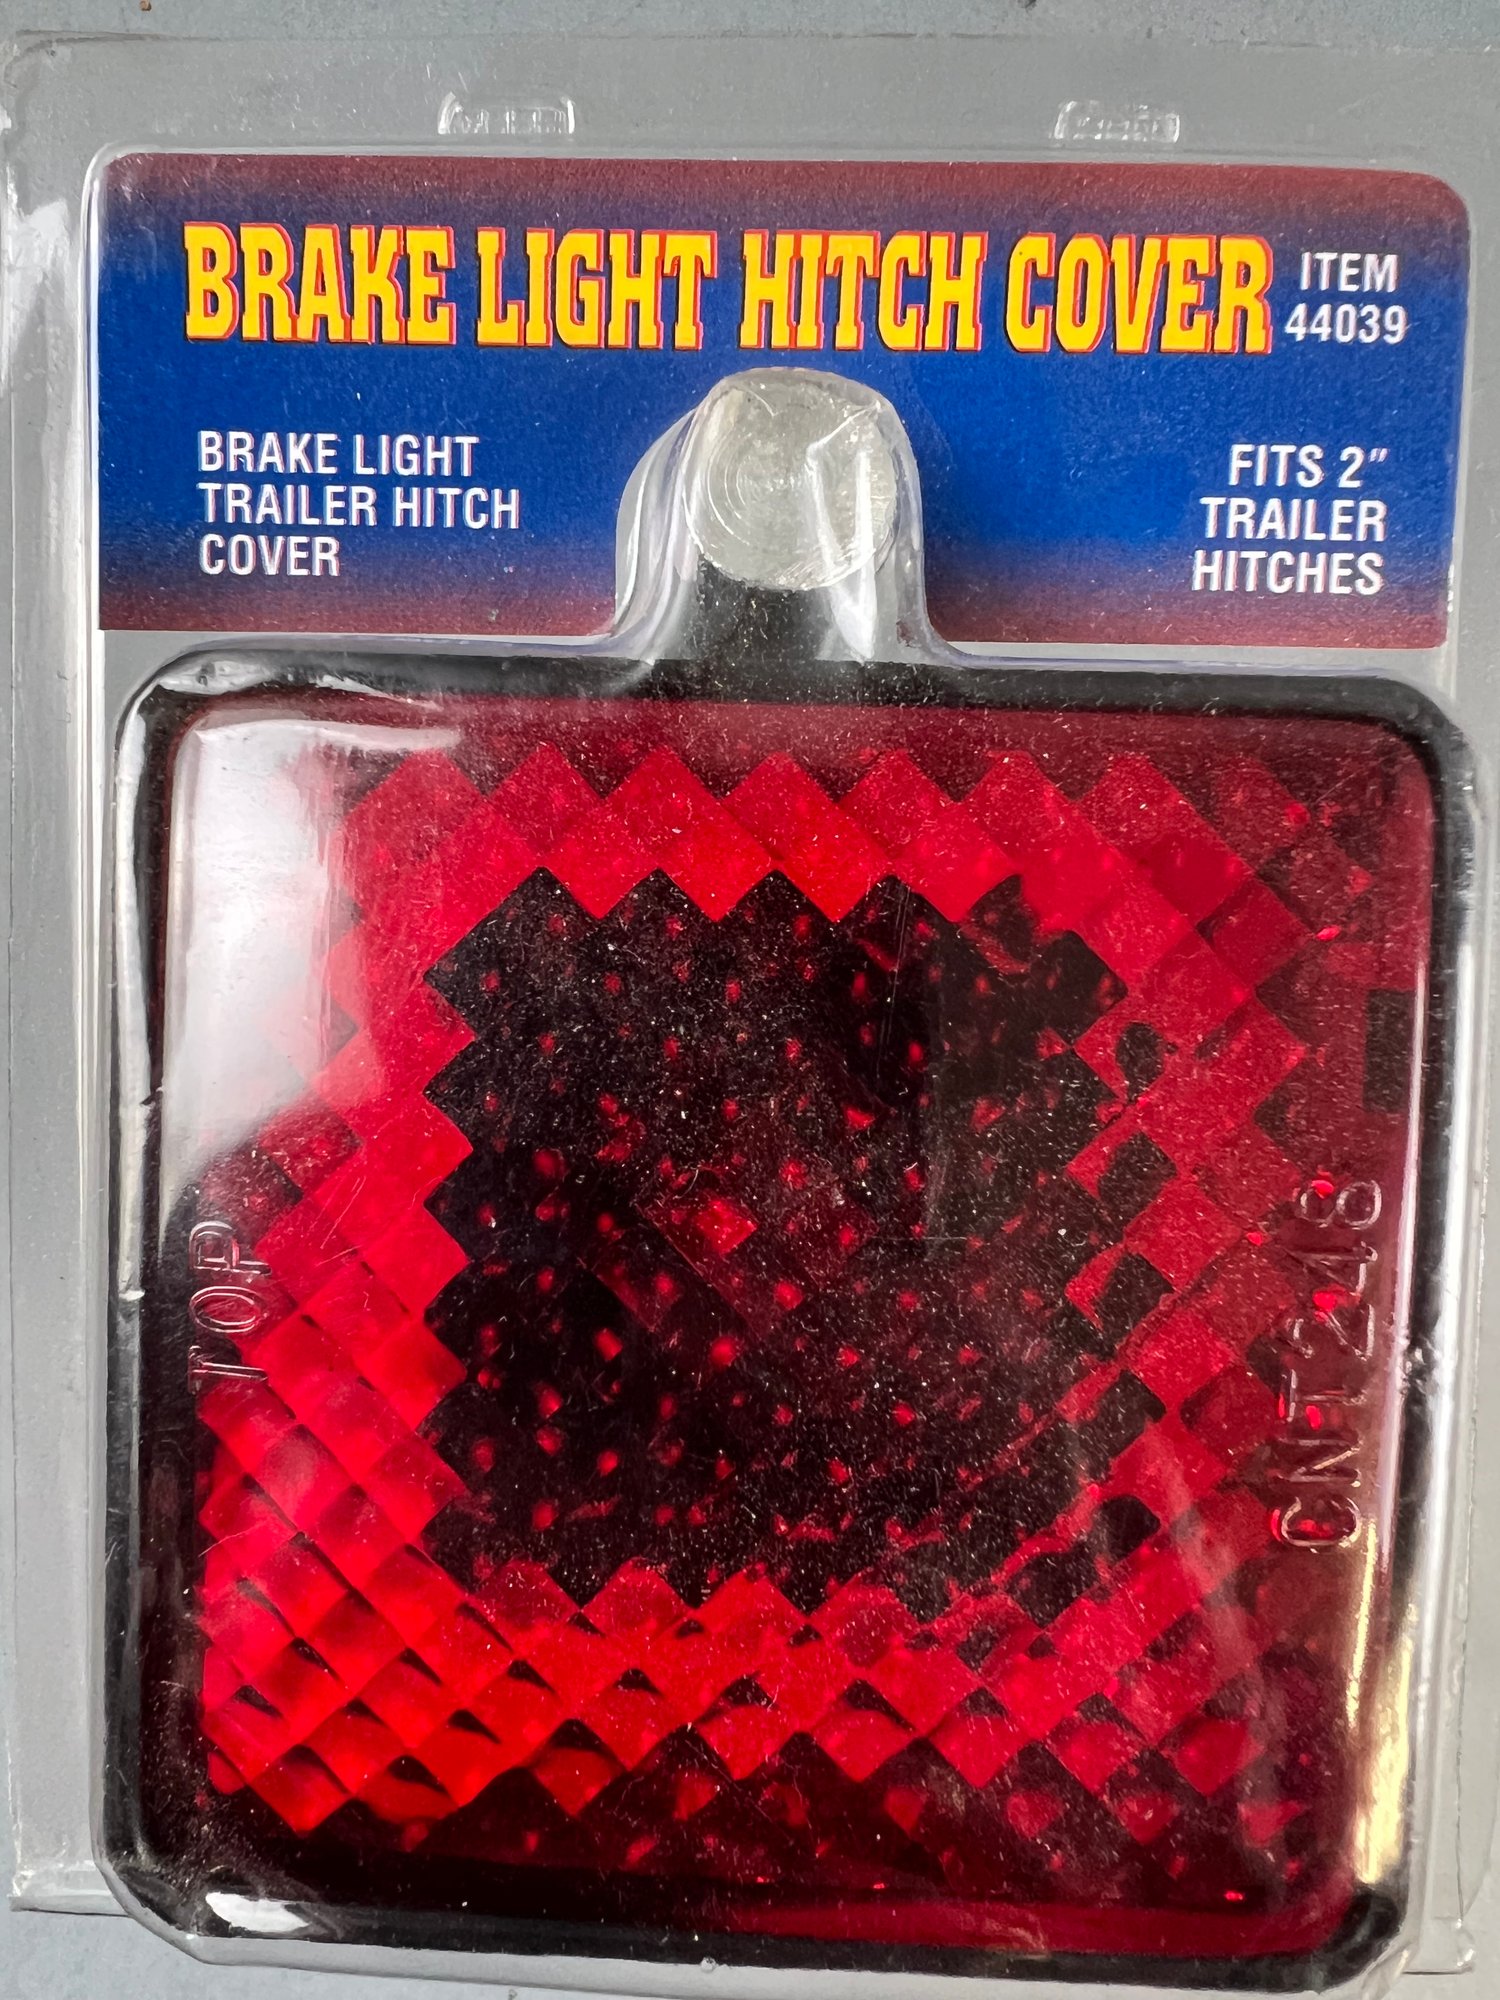 BRAKE LIGHT HITCH COVER
ITEM
44039
BRAKE LIGHT
TRAILER HITCH
COVER
FITS 2"
TRAILER
HITCHES
TOP
CNT248